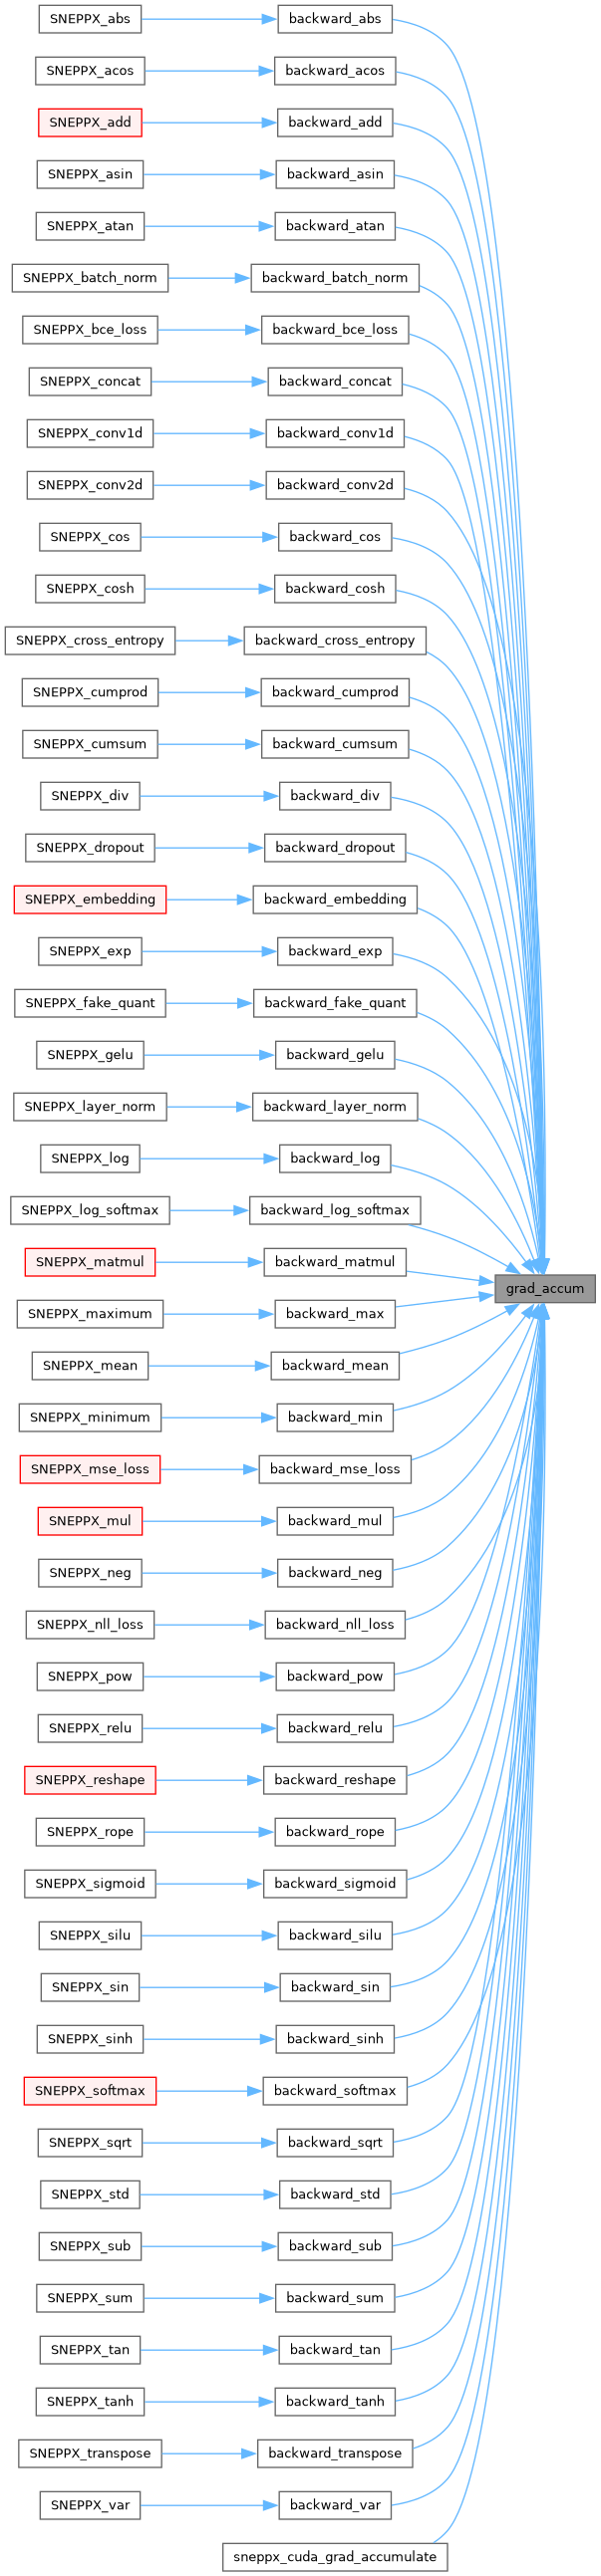 SNEPPX_abs backward_abs
SNEPPX_acos backward_acos
SNEPPX_add backward_add
SNEPPX_asin backward_asin
SNEPPX_atan backward_atan
SNEPPX_batch_norm backward_batch_norm
SNEPPX_bce_loss backward_bce_loss
SNEPPX_concat backward_concat
SNEPPX_conv1d backward_conv1d
SNEPPX_conv2d backward_conv2d
SNEPPX_cos backward_cos
SNEPPX_cosh backward_cosh
SNEPPX_cross_entropy backward_cross_entropy
SNEPPX_cumprod backward_cumprod
SNEPPX_cumsum backward_cumsum
SNEPPX_div backward_div
SNEPPX_dropout backward_dropout
SNEPPX_embedding backward_embedding
SNEPPX_exp backward_exp
SNEPPX_fake_quant backward_fake_quant
SNEPPX_gelu backward_gelu
SNEPPX_layer_norm backward_layer_norm
SNEPPX_log backward_log
SNEPPX_log_softmax backward_log_softmax
SNEPPX_matmul backward_matmul
grad_accum
SNEPPX_maximum backward_max
SNEPPX_mean backward_mean
SNEPPX_minimum backward_min
SNEPPX_mse_loss backward_mse_loss
SNEPPX_mul backward_mul
SNEPPX_neg backward_neg
SNEPPX_nll_loss backward_nll_loss
SNEPPX_pow backward_pow
SNEPPX_relu backward_relu
SNEPPX_reshape backward_reshape
SNEPPX_rope backward_rope
SNEPPX_sigmoid backward_sigmoid
SNEPPX_silu backward_silu
SNEPPX_sin backward_sin
SNEPPX_sinh backward_sinh
SNEPPX_softmax backward_softmax
SNEPPX_sqrt backward_sqrt
SNEPPX_std backward_std
SNEPPX_sub backward_sub
SNEPPX_sum backward_sum
SNEPPX_tan backward_tan
SNEPPX_tanh backward_tanh
SNEPPX_transpose backward_transpose
SNEPPX_var backward_var
sneppx_cuda_grad_accumulate